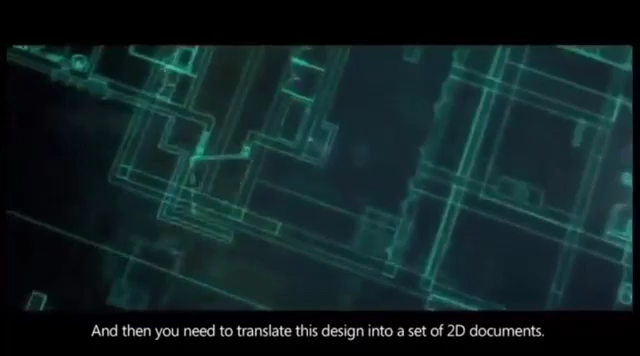 And then you need to translate this design into a set of 2D documents.